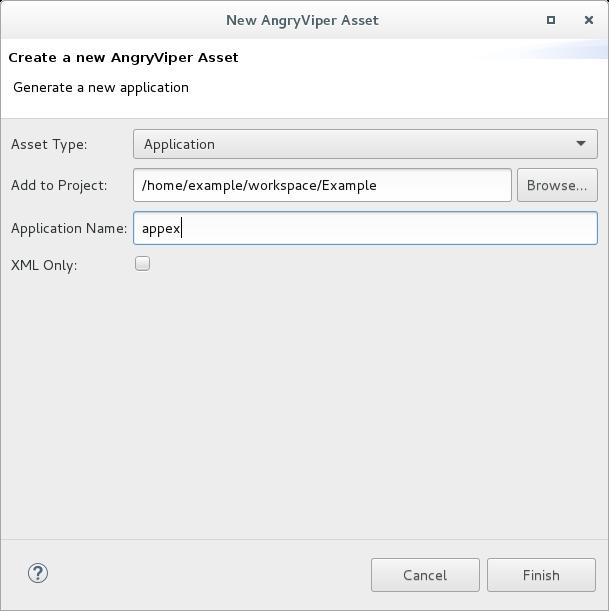 New AngryViper Asset
Create a new AngryViper Asset
Generate a new application
Asset Type: Application
Add to Project: /home/example/workspace/Example Browse...
Application Name: appex
XML Only:
? Cancel Finish